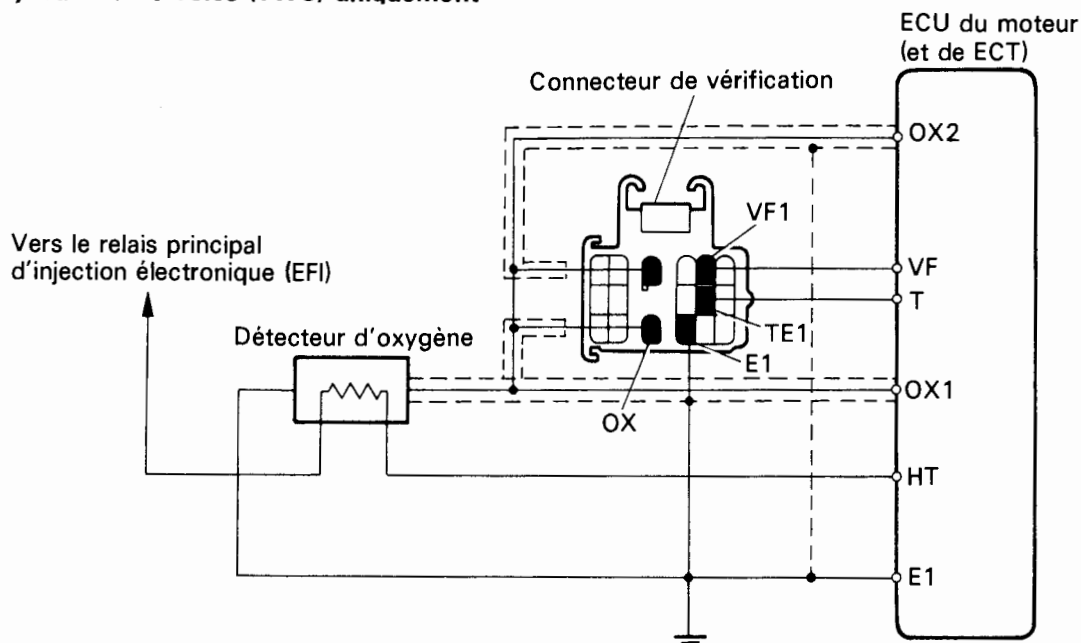 uniquement
ECU du moteur
(et de ECT)
Connecteur de vérification
OX2
VF1
Vers le relais principal
d'injection électronique (EFI)
VF
T
TE1
Détecteur d'oxygène
E1
OX1
OX
HT
E1